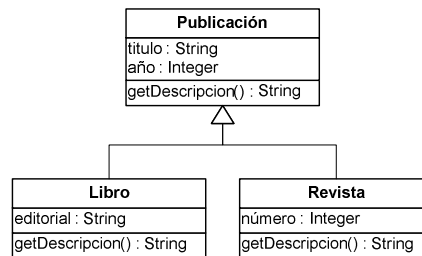 Publicación
titulo : String
año : Integer
getDescripcion() : String
Libro
editorial : String
getDescripcion() : String
Revista
número : Integer
getDescripcion() : String